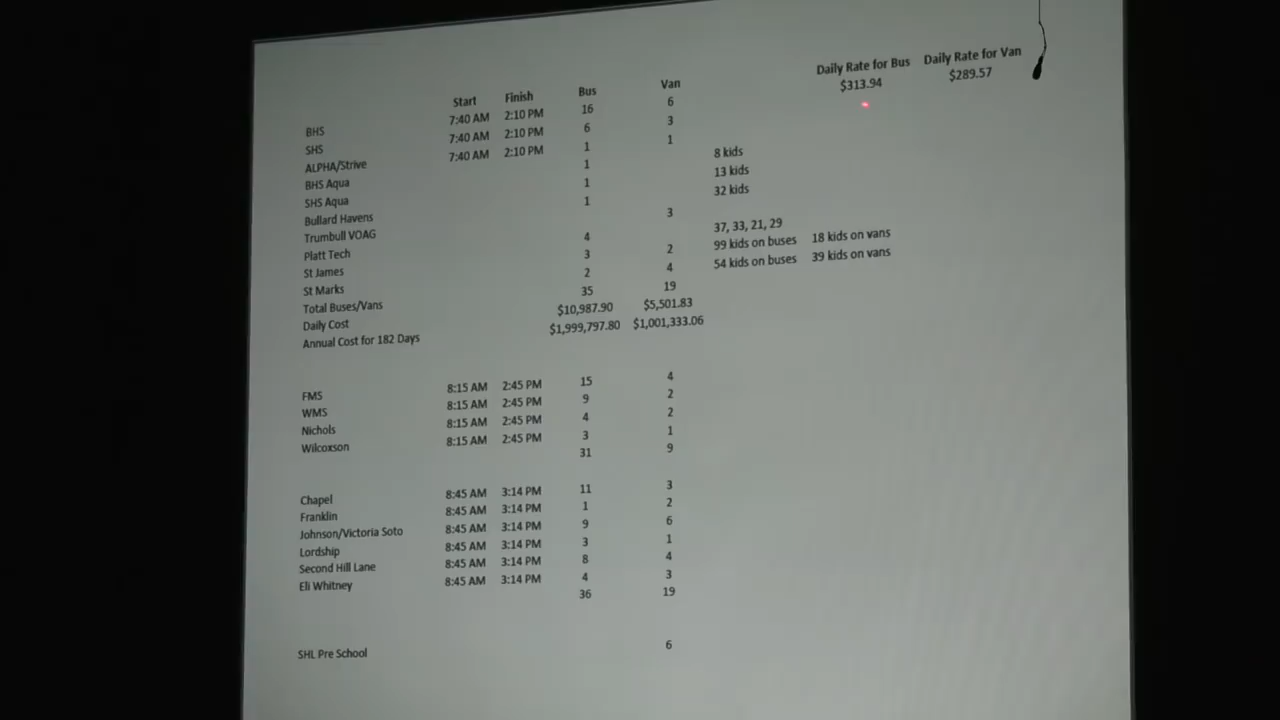 Start Finish Bus Van Daily Rate for Bus Daily Rate for Van
BHS 7:40 AM 2:10 PM 16 6 $313.94 $289.57
SHS 7:40 AM 2:10 PM 6 3
ALPHA/Strive 7:40 AM 2:10 PM 1 1
BHS Aqua 1 8 kids
SHS Aqua 1 13 kids
Bullard Havens 1 32 kids
Trumbull VOAG 3
Platt Tech 4 37, 33, 21, 29
St James 3 2 99 kids on buses 18 kids on vans
St Marks 2 4 54 kids on buses 39 kids on vans
Total Buses/Vans 35 19
Daily Cost $10,987.90 $5,501.83
Annual Cost for 182 Days $1,999,797.80 $1,001,333.06
FMS 8:15 AM 2:45 PM 15 4
WMS 8:15 AM 2:45 PM 9 2
Nichols 8:15 AM 2:45 PM 4 2
Wilcoxson 8:15 AM 2:45 PM 3 1
31 9
Chapel 8:45 AM 3:14 PM 11 3
Franklin 8:45 AM 3:14 PM 1 2
Johnson/Victoria Soto 8:45 AM 3:14 PM 9 6
Lordship 8:45 AM 3:14 PM 3 1
Second Hill Lane 8:45 AM 3:14 PM 8 4
Eli Whitney 8:45 AM 3:14 PM 4 3
36 19
SHL Pre School 6